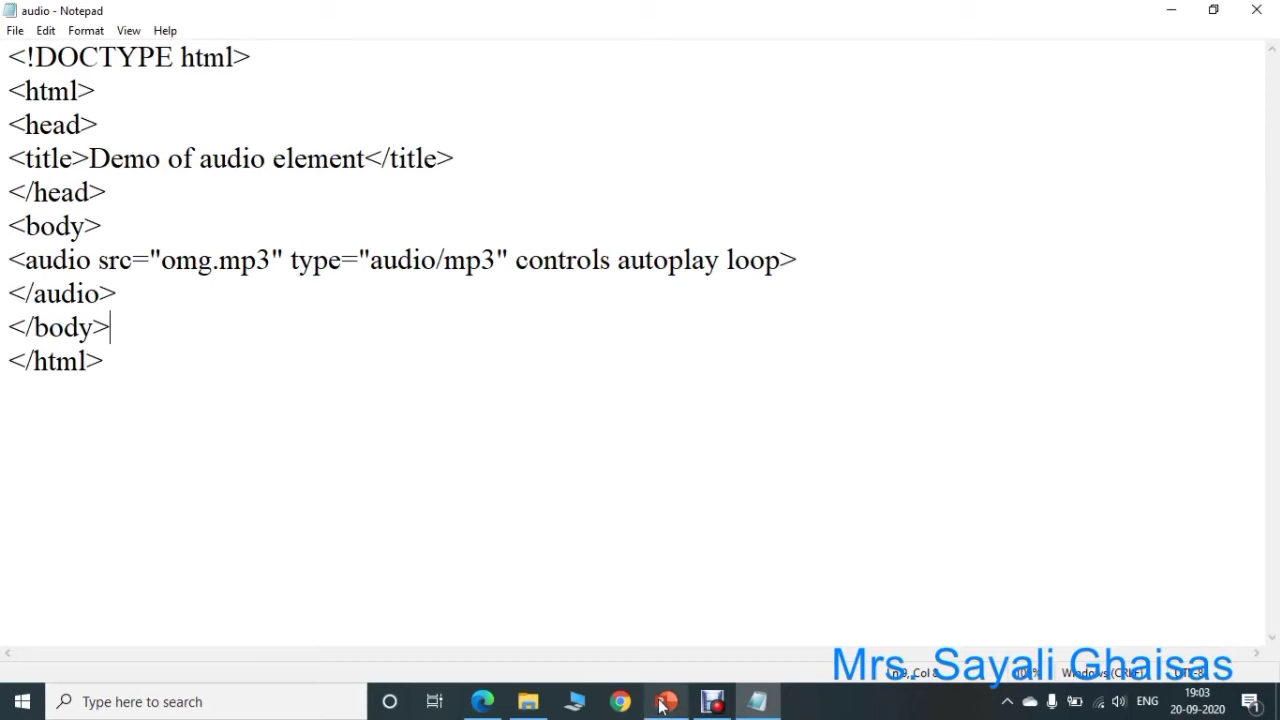 audio - Notepad
File Edit Format View Help
<!DOCTYPE html>
<html>
<head>
<title>Demo of audio element</title>
</head>
<body>
<audio src="omg.mp3" type="audio/mp3" controls autoplay loop>
</audio>
</body>
</html>
Mrs. Sayali Ghaisas
Type here to search
ENG
19:03
20-09-2020
1